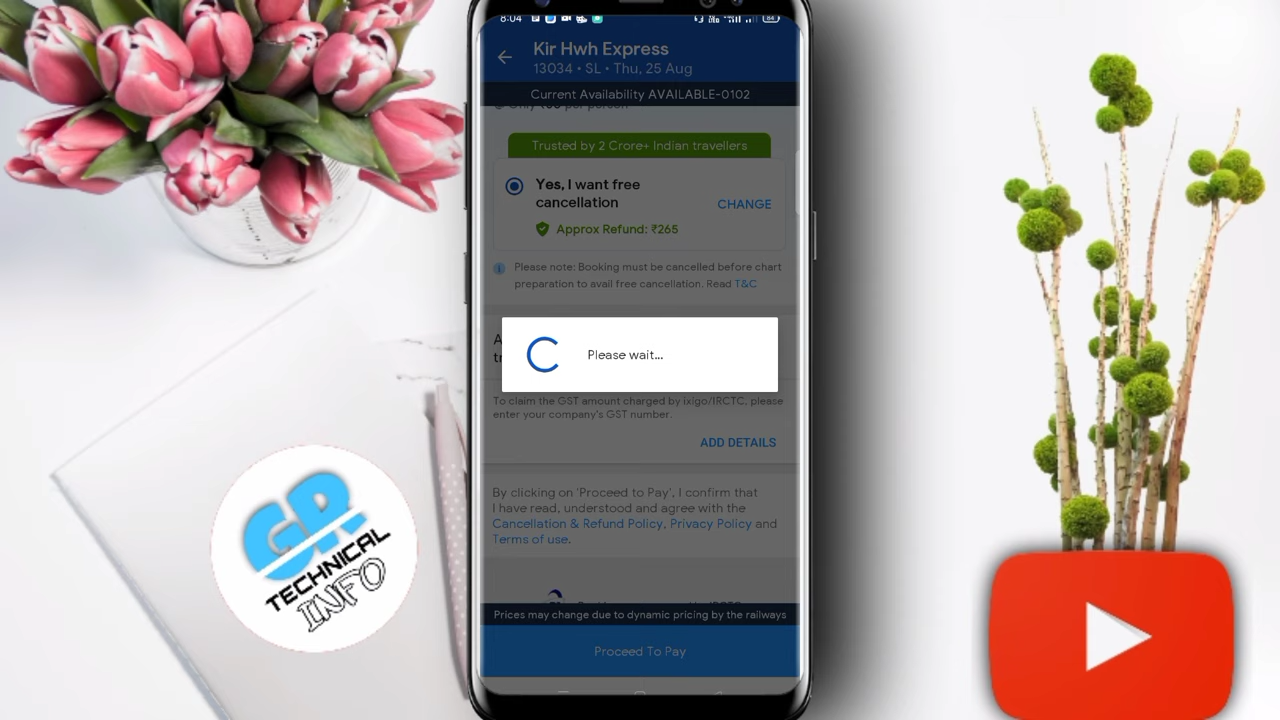 8:04
84
Kir Hwh Express
13034 • SL • Thu, 25 Aug
Current Availability AVAILABLE-0102
per person
Trusted by 2 Crore+ Indian travellers
Yes, I want free
cancellation
CHANGE
Approx Refund: ₹265
Please note: Booking must be cancelled before chart
preparation to avail free cancellation. Read T&C
Please wait...
To claim the GST amount charged by ixigo/IRCTC, please
enter your company's GST number.
ADD DETAILS
By clicking on 'Proceed to Pay', I confirm that
I have read, understood and agree with the
Cancellation & Refund Policy, Privacy Policy and
Terms of use.
Prices may change due to dynamic pricing by the railways
Proceed To Pay
GR
TECHNICAL
INFO